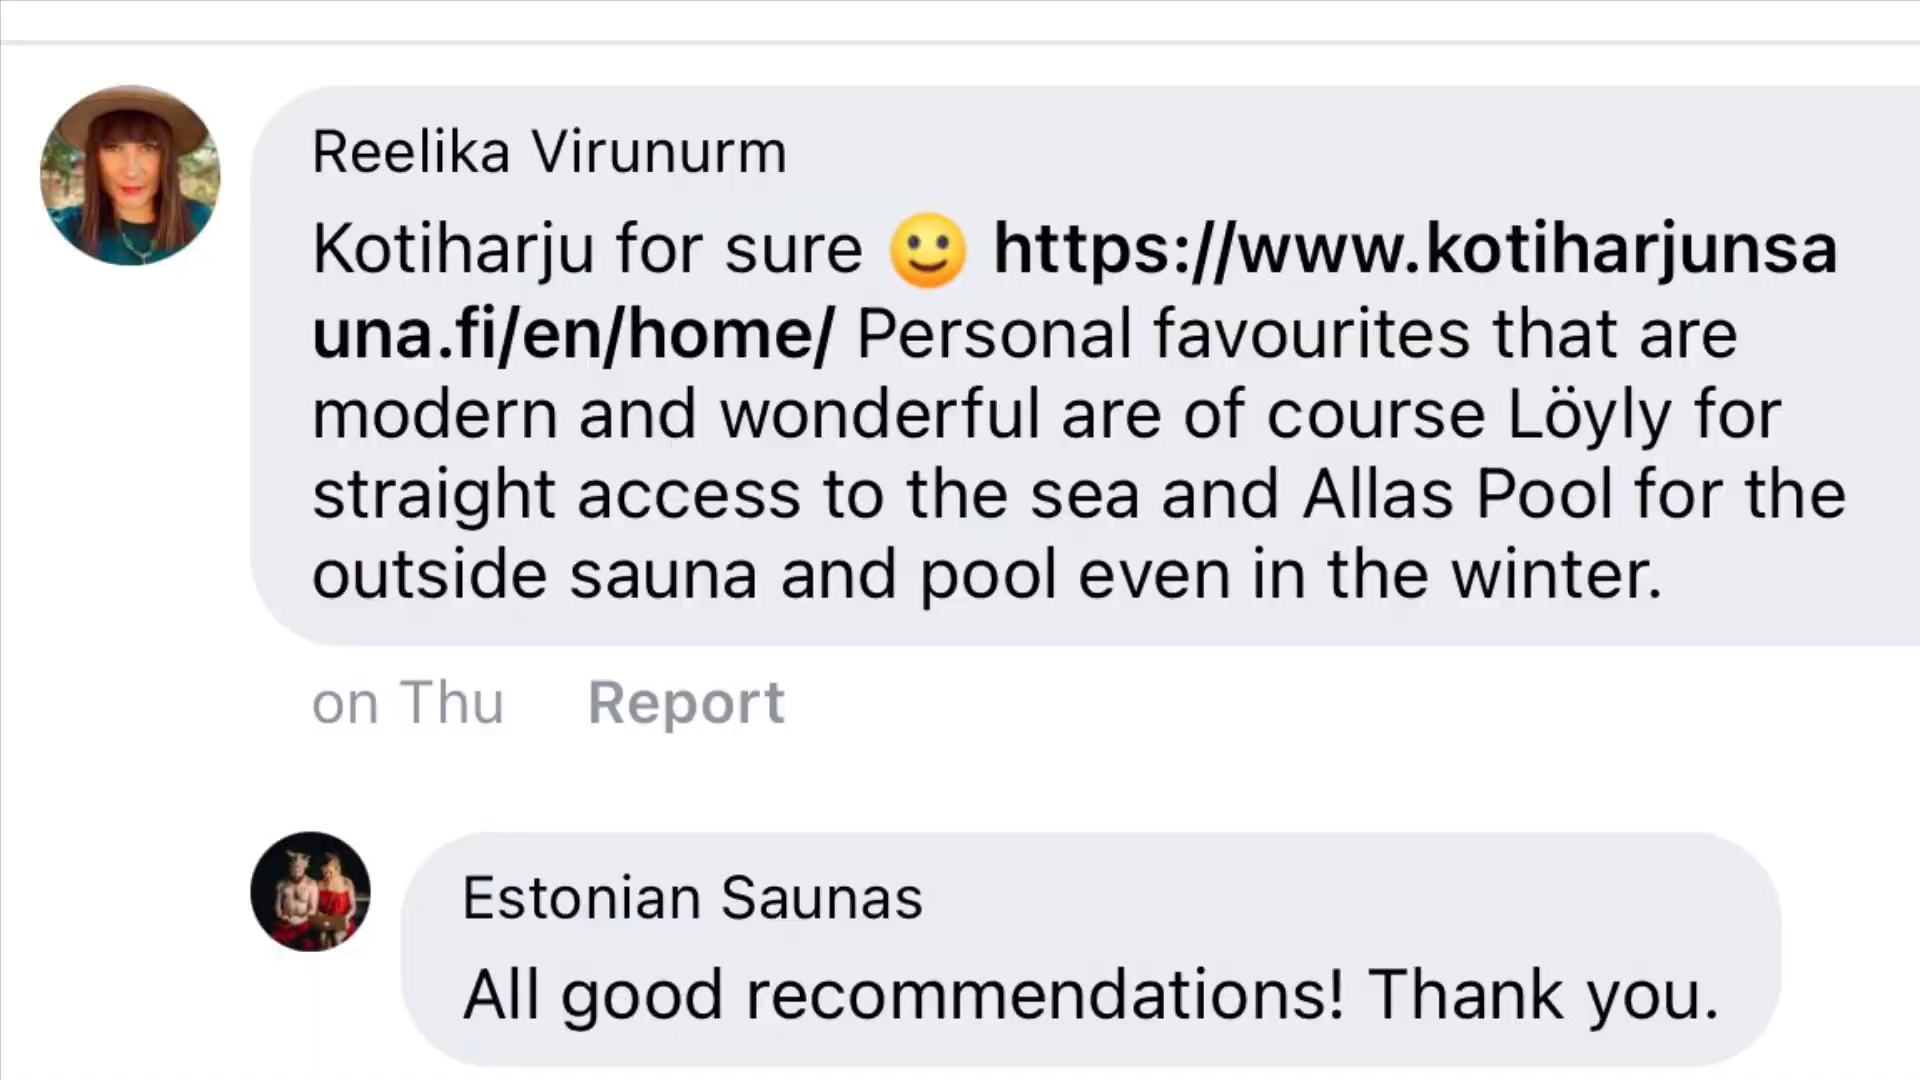 Reelika Virunurm
Kotiharju for sure 🙂 https://www.kotiharjunsa
una.fi/en/home/ Personal favourites that are
modern and wonderful are of course Löyly for
straight access to the sea and Allas Pool for the
outside sauna and pool even in the winter.
on Thu Report
Estonian Saunas
All good recommendations! Thank you.